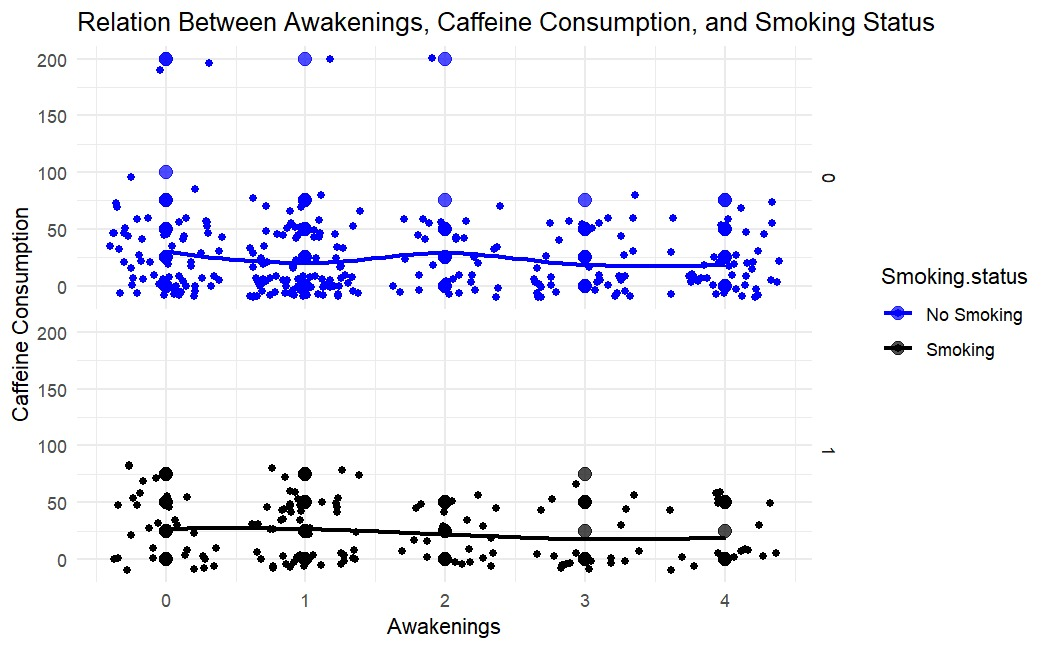 Relation Between Awakenings, Caffeine Consumption, and Smoking Status
200
150
100
50
0
0
200
150
100
50
0
1
Caffeine Consumption
0 1 2 3 4
Awakenings
Smoking.status
No Smoking
Smoking